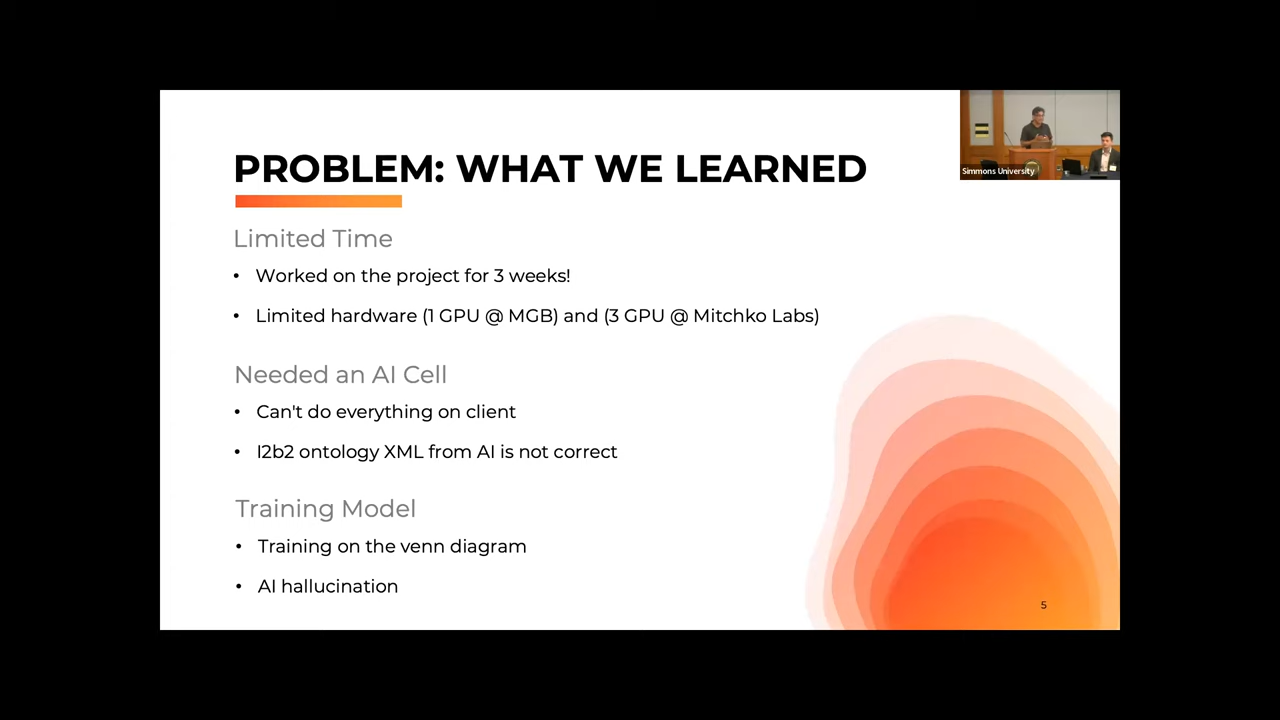 PROBLEM: WHAT WE LEARNED
Simmons University
Limited Time
• Worked on the project for 3 weeks!
• Limited hardware (1 GPU @ MGB) and (3 GPU @ Mitchko Labs)
Needed an AI Cell
• Can't do everything on client
• I2b2 ontology XML from AI is not correct
Training Model
• Training on the venn diagram
• AI hallucination
5